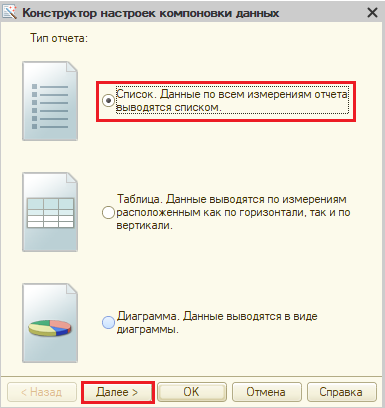 Конструктор настроек компоновки данных
Тип отчета:
Список. Данные по всем измерениям отчета
выводятся списком.
Таблица. Данные выводятся по измерениям
расположенным как по горизонтали, так и по
вертикали.
Диаграмма. Данные выводятся в виде
диаграммы.
< Назад Далее > ОК Отмена Справка